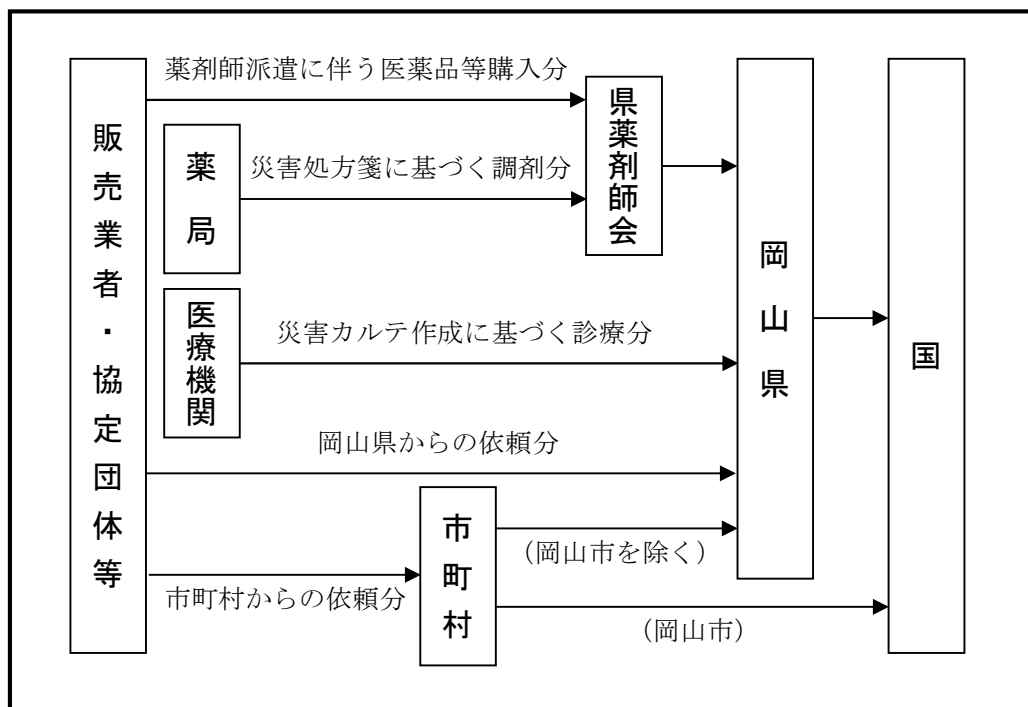 薬剤師派遣に伴う医薬品等購入分
販売業者・協定団体等
薬局
災害処方箋に基づく調剤分
県薬剤師会
岡山県
国
医療機関
災害カルテ作成に基づく診療分
岡山県からの依頼分
市町村
（岡山市を除く）
市町村からの依頼分
（岡山市）